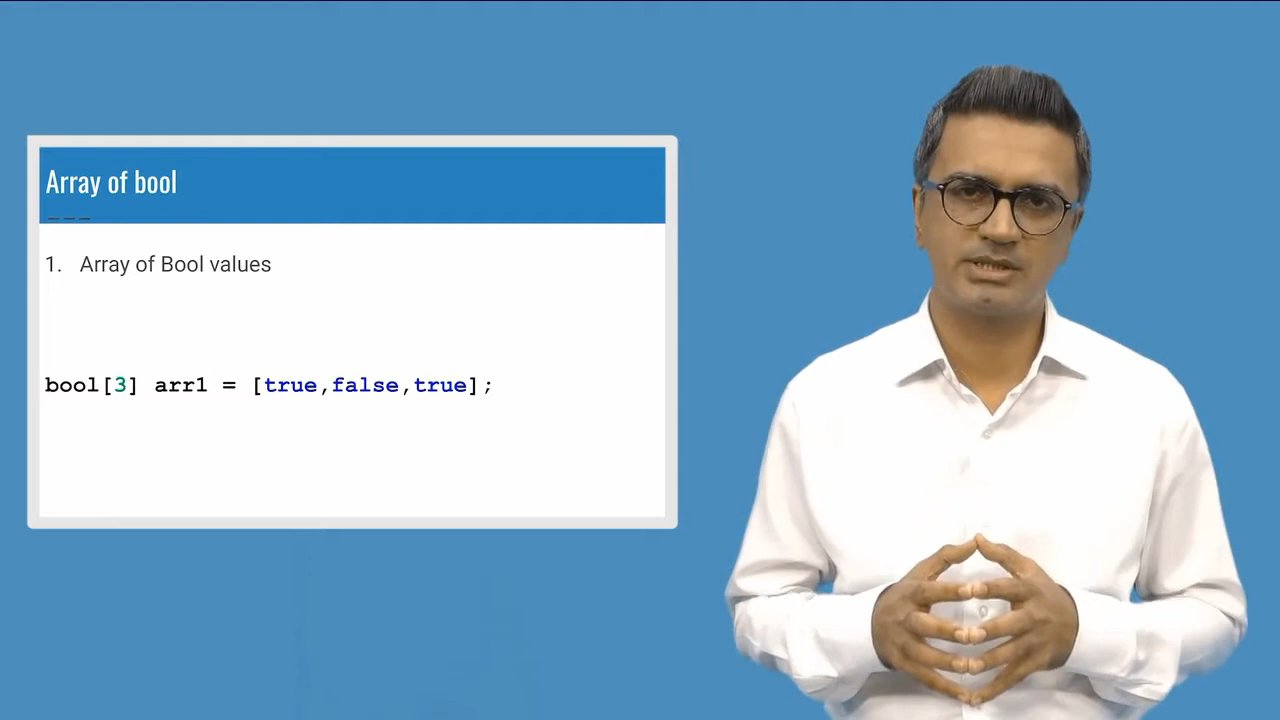 Array of bool
1. Array of Bool values
bool[3] arr1 = [true,false,true];